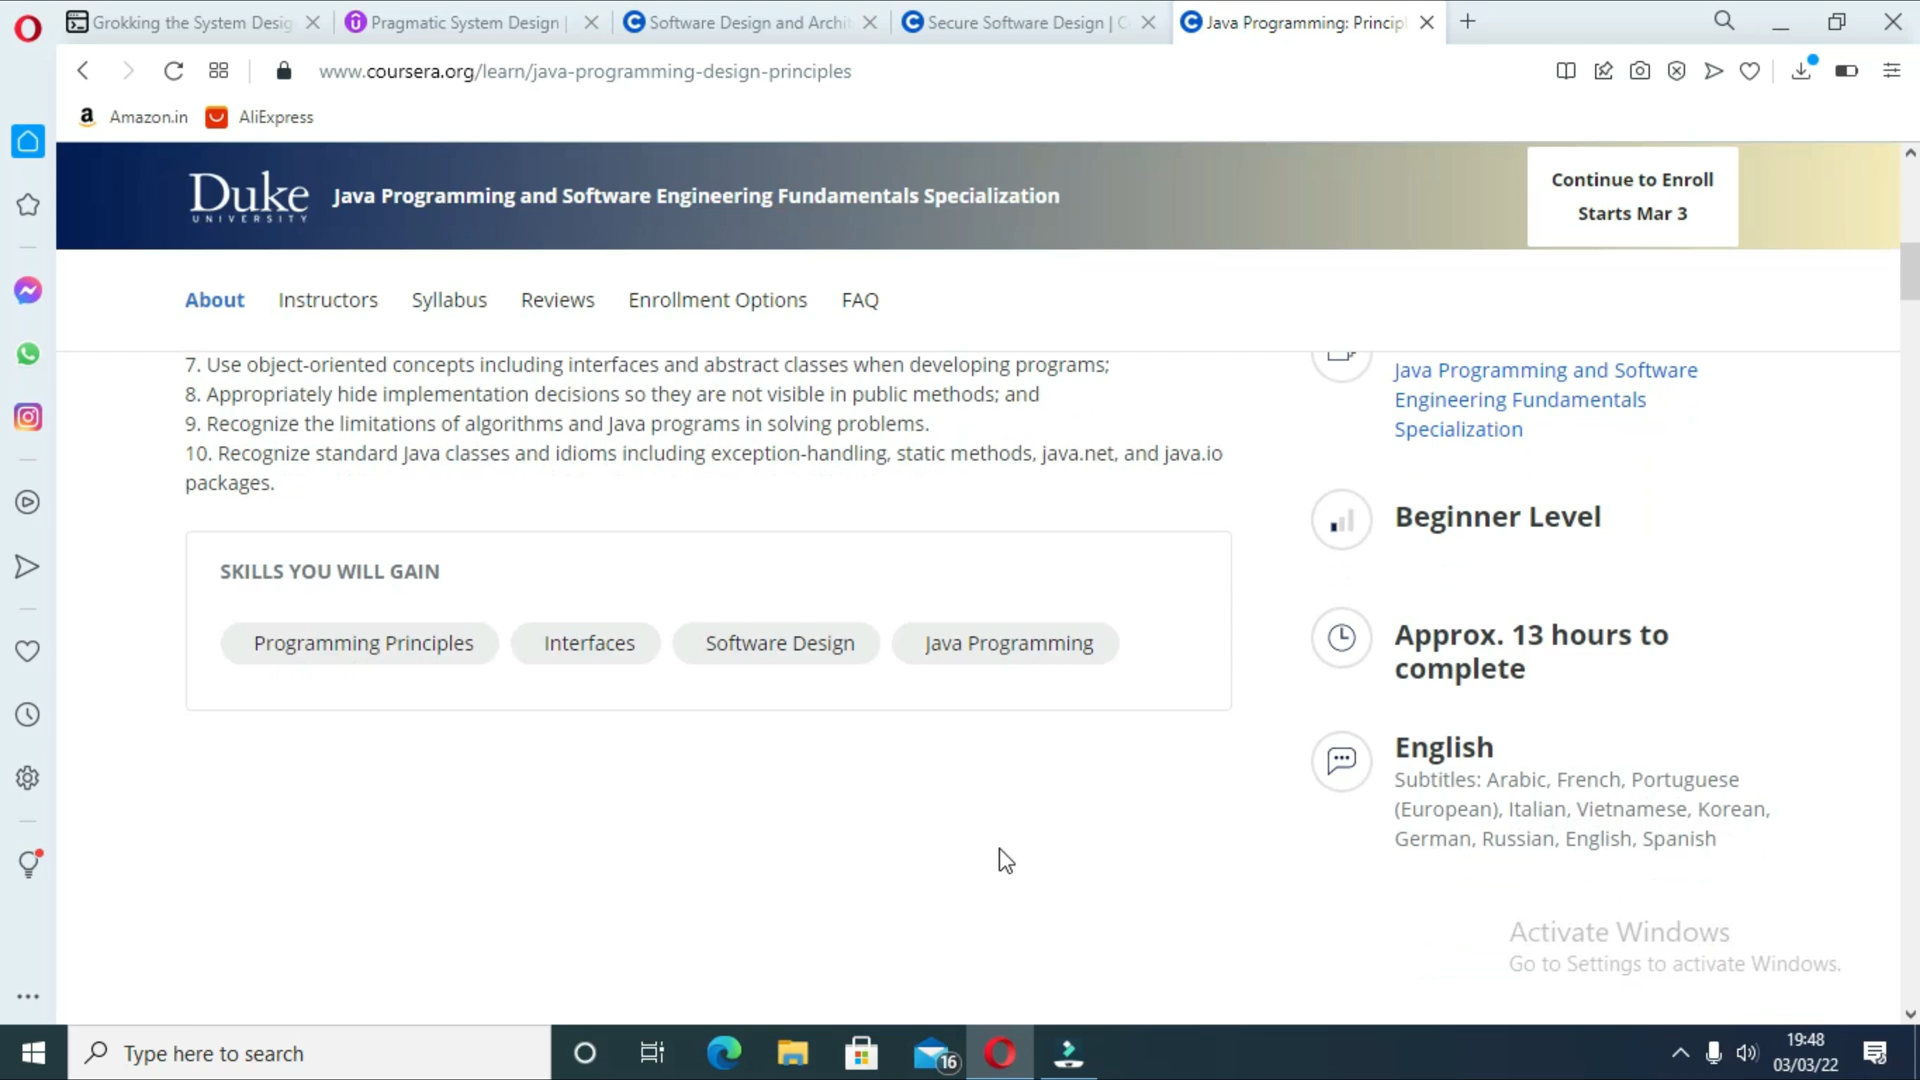 Grokking the System Desig
Pragmatic System Design |
Software Design and Archi
Secure Software Design | C
Java Programming: Princip
www.coursera.org/learn/java-programming-design-principles
Amazon.in
AliExpress
Duke
UNIVERSITY
Java Programming and Software Engineering Fundamentals Specialization
Continue to Enroll
Starts Mar 3
About
Instructors
Syllabus
Reviews
Enrollment Options
FAQ
7. Use object-oriented concepts including interfaces and abstract classes when developing programs;
8. Appropriately hide implementation decisions so they are not visible in public methods; and
9. Recognize the limitations of algorithms and Java programs in solving problems.
10. Recognize standard Java classes and idioms including exception-handling, static methods, java.net, and java.io
packages.
Java Programming and Software
Engineering Fundamentals
Specialization
Beginner Level
SKILLS YOU WILL GAIN
Programming Principles
Interfaces
Software Design
Java Programming
Approx. 13 hours to
complete
English
Subtitles: Arabic, French, Portuguese
(European), Italian, Vietnamese, Korean,
German, Russian, English, Spanish
Activate Windows
Go to Settings to activate Windows.
Type here to search
16
19:48
03/03/22